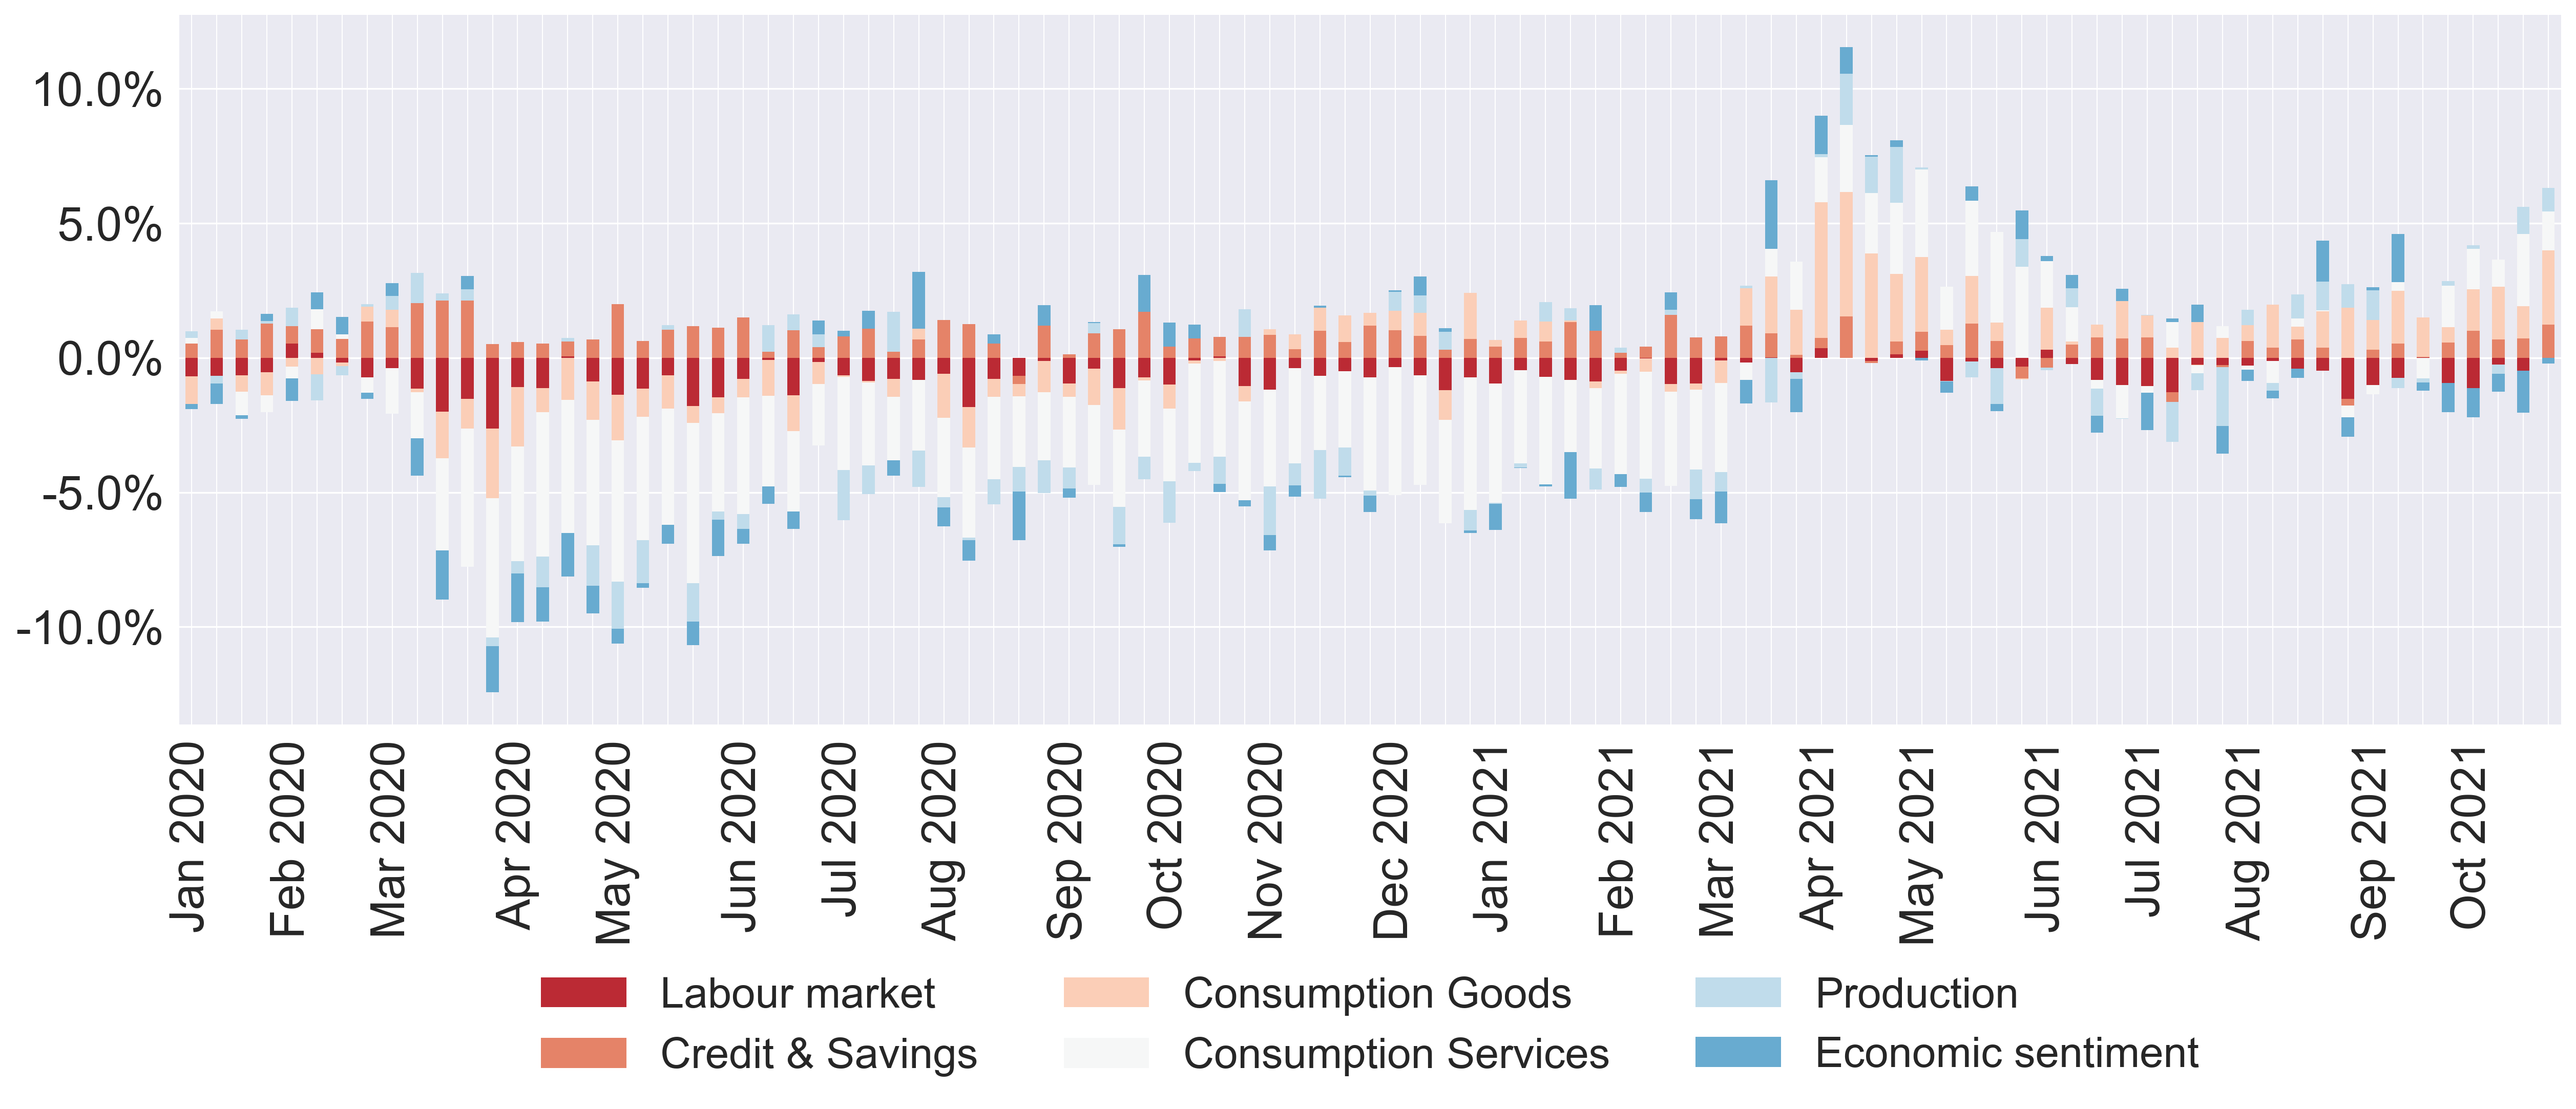 10.0%
5.0%
0.0%
-5.0%
-10.0%
Jan 2020
Feb 2020
Mar 2020
Apr 2020
May 2020
Jun 2020
Jul 2020
Aug 2020
Sep 2020
Oct 2020
Nov 2020
Dec 2020
Jan 2021
Feb 2021
Mar 2021
Apr 2021
May 2021
Jun 2021
Jul 2021
Aug 2021
Sep 2021
Oct 2021
Labour market
Consumption Goods
Production
Credit & Savings
Consumption Services
Economic sentiment